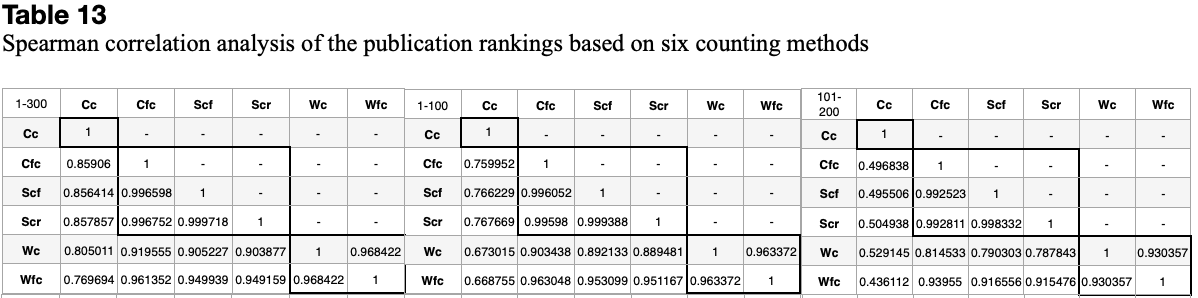 Table 13
Spearman correlation analysis of the publication rankings based on six counting methods
1-300 Cc Cfc Scf Scr Wc Wfc
Cc 1 - - - - -
Cfc 0.85906 1 - - - -
Scf 0.856414 0.996598 1 - - -
Scr 0.857857 0.996752 0.999718 1 - -
Wc 0.805011 0.919555 0.905227 0.903877 1 0.968422
Wfc 0.769694 0.961352 0.949939 0.949159 0.968422 1
1-100 Cc Cfc Scf Scr Wc Wfc
Cc 1 - - - - -
Cfc 0.759952 1 - - - -
Scf 0.766229 0.996052 1 - - -
Scr 0.767669 0.99598 0.999388 1 - -
Wc 0.673015 0.903438 0.892133 0.889481 1 0.963372
Wfc 0.668755 0.963048 0.953099 0.951167 0.963372 1
101-
200 Cc Cfc Scf Scr Wc Wfc
Cc 1 - - - - -
Cfc 0.496838 1 - - - -
Scf 0.495506 0.992523 1 - - -
Scr 0.504938 0.992811 0.998332 1 - -
Wc 0.529145 0.814533 0.790303 0.787843 1 0.930357
Wfc 0.436112 0.93955 0.916556 0.915476 0.930357 1